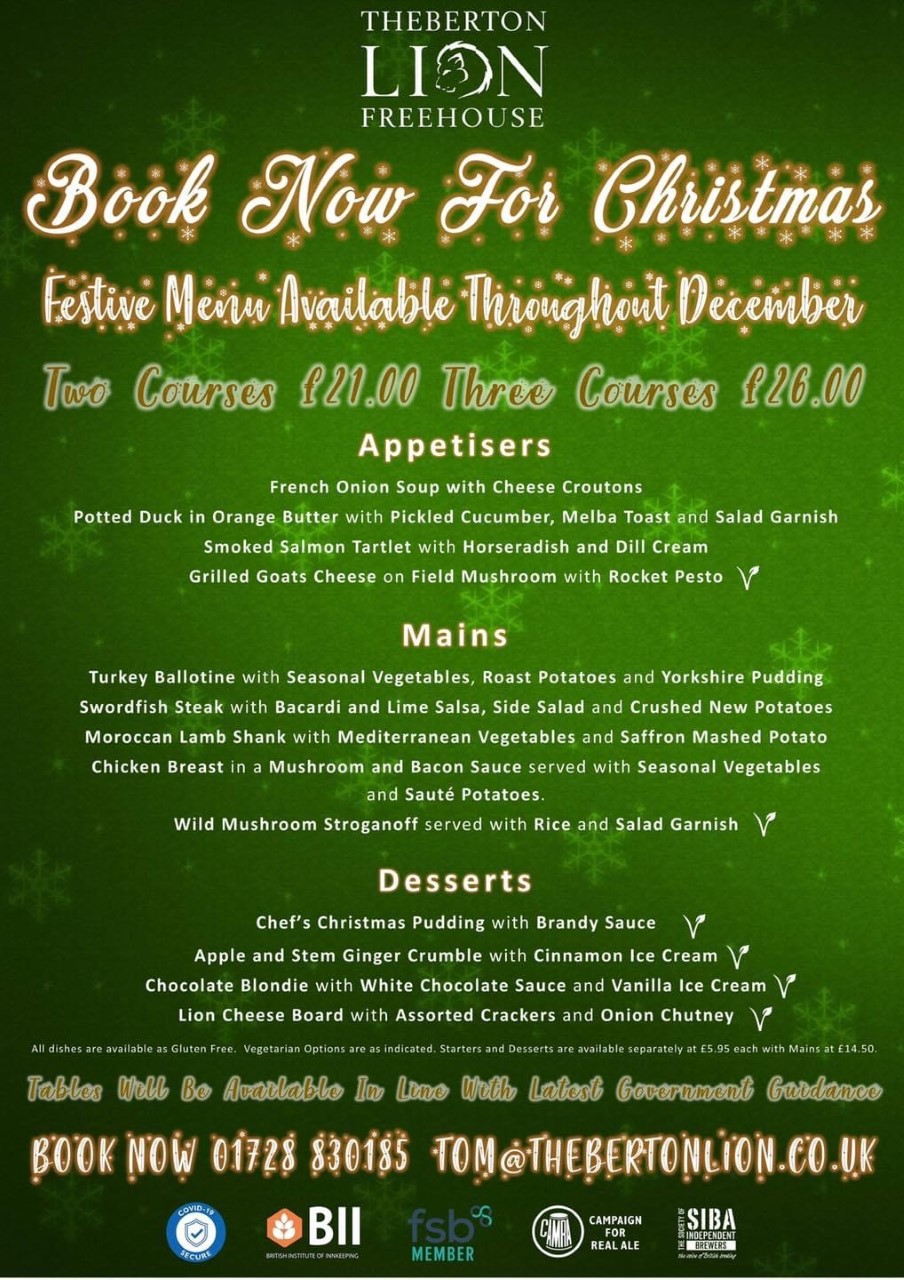 THEBERTON
LION
FREEHOUSE
Book Now For Christmas
Festive Menu Available Throughout December
Two Courses £21.00 Three Courses £26.00
Appetisers
French Onion Soup with Cheese Croutons
Potted Duck in Orange Butter with Pickled Cucumber, Melba Toast and Salad Garnish
Smoked Salmon Tartlet with Horseradish and Dill Cream
Grilled Goats Cheese on Field Mushroom with Rocket Pesto V
Mains
Turkey Ballotine with Seasonal Vegetables, Roast Potatoes and Yorkshire Pudding
Swordfish Steak with Bacardi and Lime Salsa, Side Salad and Crushed New Potatoes
Moroccan Lamb Shank with Mediterranean Vegetables and Saffron Mashed Potato
Chicken Breast in a Mushroom and Bacon Sauce served with Seasonal Vegetables
and Sauté Potatoes.
Wild Mushroom Stroganoff served with Rice and Salad Garnish V
Desserts
Chef's Christmas Pudding with Brandy Sauce V
Apple and Stem Ginger Crumble with Cinnamon Ice Cream V
Chocolate Blondie with White Chocolate Sauce and Vanilla Ice Cream V
Lion Cheese Board with Assorted Crackers and Onion Chutney V
All dishes are available as Gluten Free. Vegetarian Options are as indicated. Starters and Desserts are available separately at £5.95 each with Mains at £14.50.
Tables Will Be Available In Line With Latest Government Guidance
BOOK NOW 01728 830185 TOM@THEBERTONLION.CO.UK
COVID-19
SECURE
BII
BRITISH INSTITUTE OF INNKEEPING
fsb
MEMBER
CAMRA
CAMPAIGN
FOR
REAL ALE
THE SOCIETY OF
SIBA
INDEPENDENT
BREWERS
the voice of British brewing